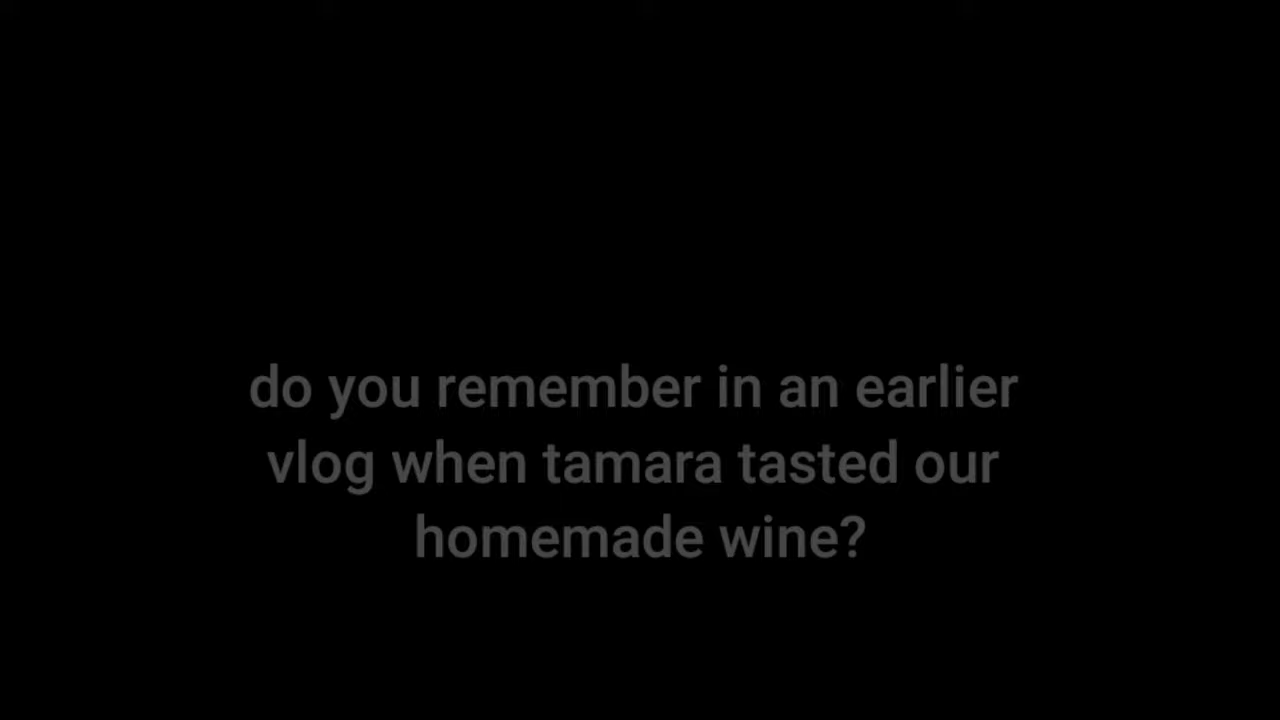 do you remember in an earlier
vlog when tamara tasted our
homemade wine?